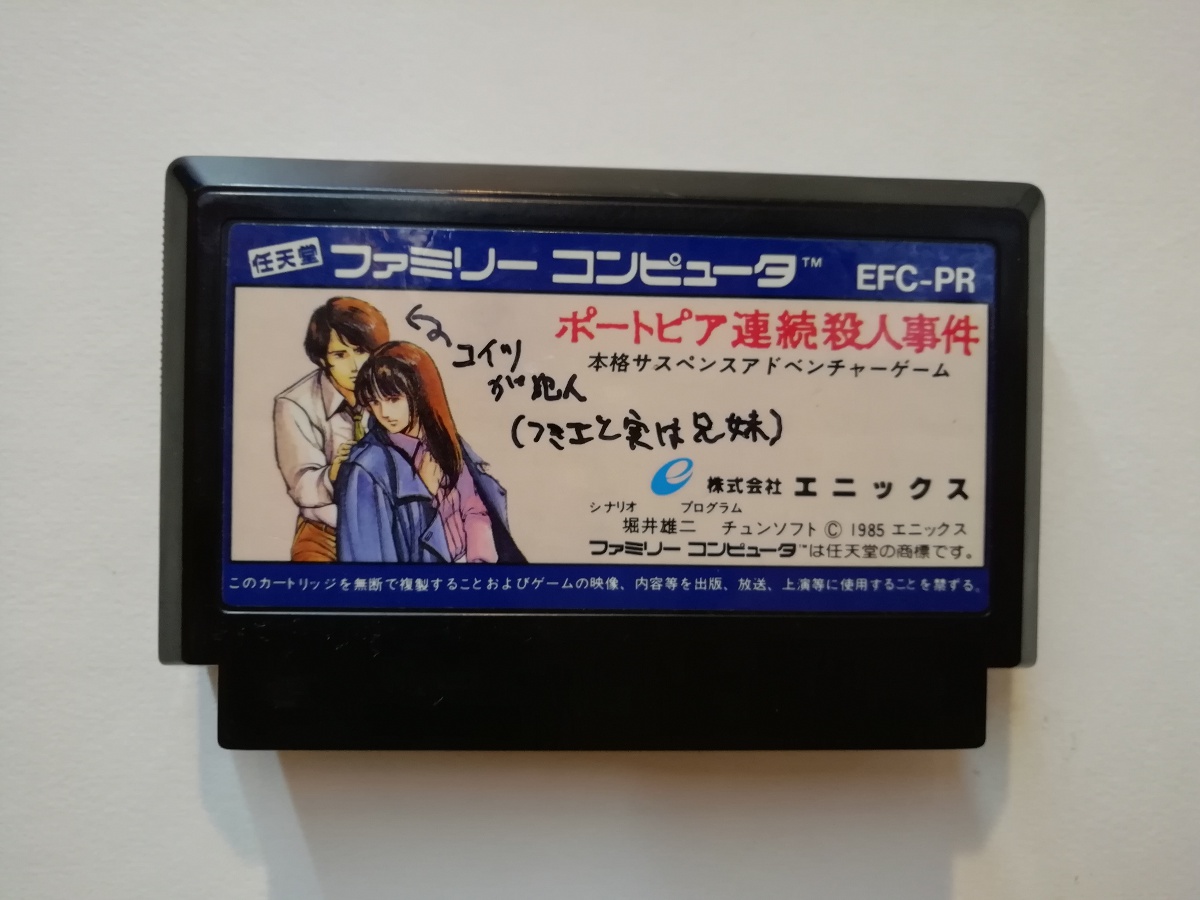 任天堂 ファミリー コンピュータ™ EFC-PR
ポートピア連続殺人事件
本格サスペンスアドベンチャーゲーム
コイツ
が犯人
(フミエと実は兄妹)
株式会社 エニックス
シナリオ プログラム
堀井雄二 チュンソフト © 1985 エニックス
ファミリー コンピュータ™は任天堂の商標です。
このカートリッジを無断で複製することおよびゲームの映像、内容等を出版、放送、上演等に使用することを禁ずる。